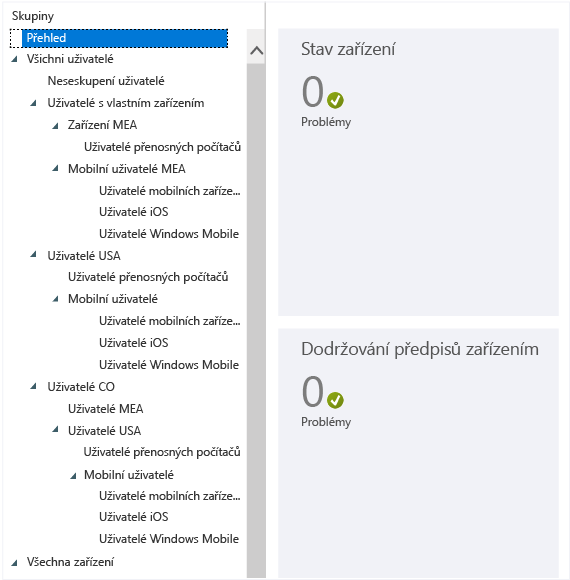 Skupiny
Přehled
Všichni uživatelé
Neseskupení uživatelé
Uživatelé s vlastním zařízením
Zařízení MEA
Uživatelé přenosných počítačů
Mobilní uživatelé MEA
Uživatelé mobilních zaříze...
Uživatelé iOS
Uživatelé Windows Mobile
Uživatelé USA
Uživatelé přenosných počítačů
Mobilní uživatelé
Uživatelé mobilních zaříze...
Uživatelé iOS
Uživatelé Windows Mobile
Uživatelé CO
Uživatelé MEA
Uživatelé USA
Uživatelé přenosných počítačů
Mobilní uživatelé
Uživatelé mobilních zaříze...
Uživatelé iOS
Uživatelé Windows Mobile
Všechna zařízení
Stav zařízení
0
Problémy
Dodržování předpisů zařízením
0
Problémy